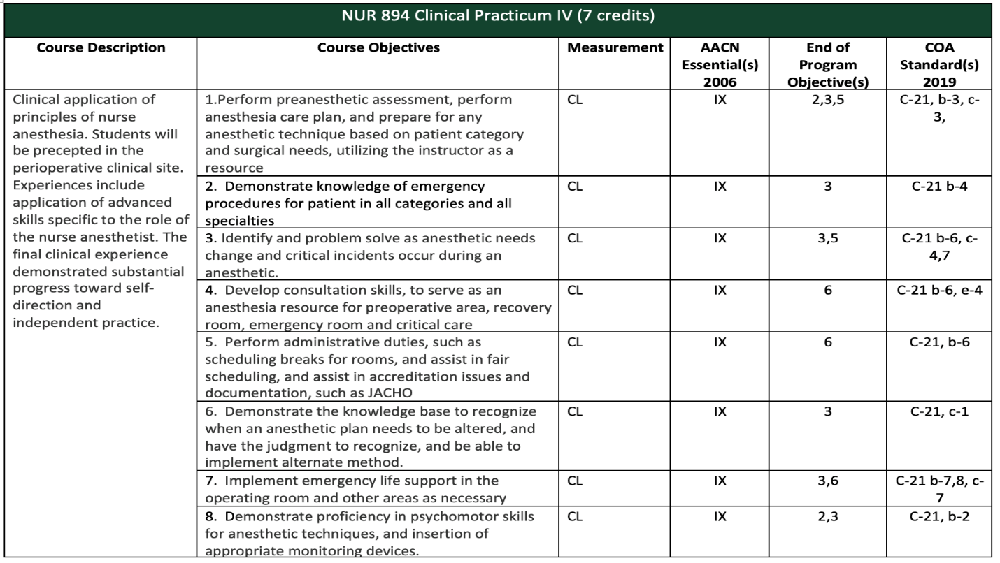 NUR 894 Clinical Practicum IV (7 credits)
Course Description
Course Objectives
Measurement
AACN
Essential(s)
2006
End of
Program
Objective(s)
COA
Standard(s)
2019
Clinical application of
principles of nurse
anesthesia. Students will
be precepted in the
perioperative clinical site.
Experiences include
application of advanced
skills specific to the role of
the nurse anesthetist. The
final clinical experience
demonstrated substantial
progress toward self-
direction and
independent practice.
1.Perform preanesthetic assessment, perform
anesthesia care plan, and prepare for any
anesthetic technique based on patient category
and surgical needs, utilizing the instructor as a
resource
CL
IX
2,3,5
C-21, b-3, c-
3,
2. Demonstrate knowledge of emergency
procedures for patient in all categories and all
specialties
CL
IX
3
C-21 b-4
3. Identify and problem solve as anesthetic needs
change and critical incidents occur during an
anesthetic.
CL
IX
3,5
C-21 b-6, c-
4,7
4. Develop consultation skills, to serve as an
anesthesia resource for preoperative area, recovery
room, emergency room and critical care
CL
IX
6
C-21 b-6, e-4
5. Perform administrative duties, such as
scheduling breaks for rooms, and assist in fair
scheduling, and assist in accreditation issues and
documentation, such as JACHO
CL
IX
6
C-21, b-6
6. Demonstrate the knowledge base to recognize
when an anesthetic plan needs to be altered, and
have the judgment to recognize, and be able to
implement alternate method.
CL
IX
3
C-21, c-1
7. Implement emergency life support in the
operating room and other areas as necessary
CL
IX
3,6
C-21 b-7,8, c-
7
8. Demonstrate proficiency in psychomotor skills
for anesthetic techniques, and insertion of
appropriate monitoring devices.
CL
IX
2,3
C-21, b-2